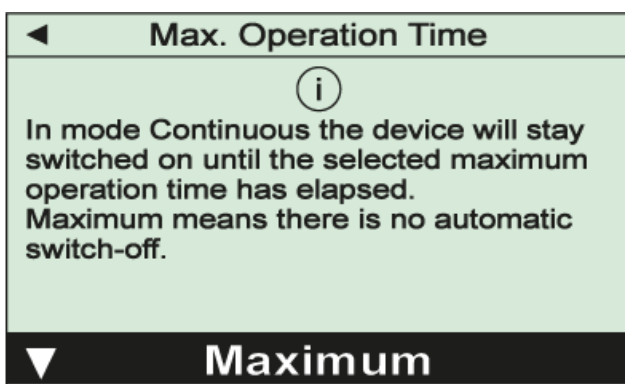 Max. Operation Time
i
In mode Continuous the device will stay
switched on until the selected maximum
operation time has elapsed.
Maximum means there is no automatic
switch-off.
Maximum